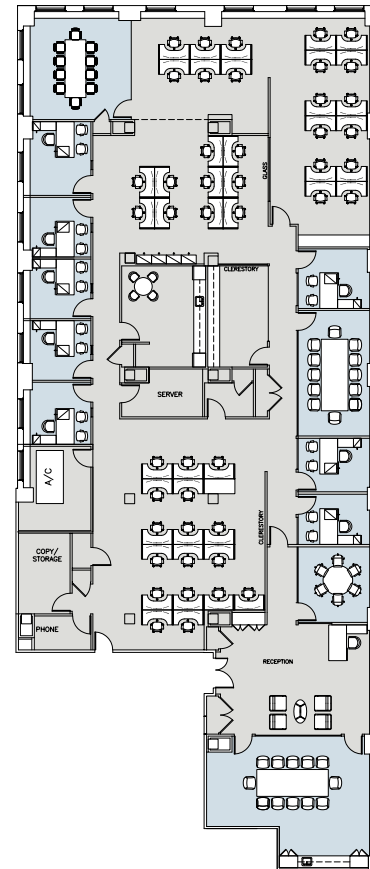 GLASS
CLERESTORY
SERVER
A/C
CLERESTORY
COPY/
STORAGE
PHONE
RECEPTION